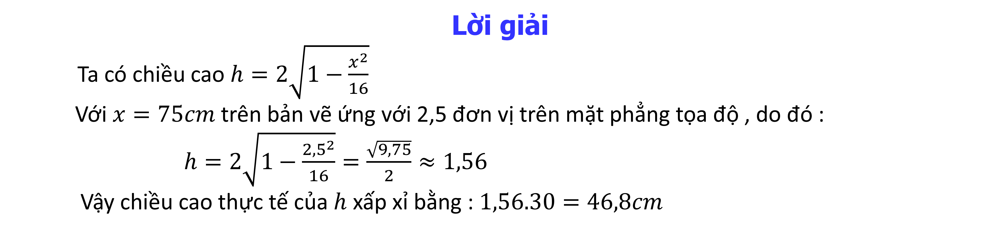 Lời giải
Ta có chiều cao $h = 2\sqrt{1 - \frac{x^2}{16}}$
Với $x = 75cm$ trên bản vẽ ứng với 2,5 đơn vị trên mặt phẳng tọa độ , do đó :
$h = 2\sqrt{1 - \frac{2,5^2}{16}} = \frac{\sqrt{9,75}}{2} \approx 1,56$
Vậy chiều cao thực tế của $h$ xấp xỉ bằng : $1,56.30 = 46,8cm$